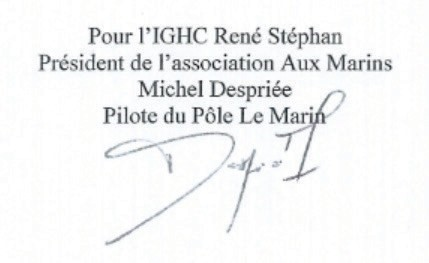 Pour l'IGHC René Stéphan
Président de l'association Aux Marins
Michel Despriée
Pilote du Pôle Le Marin